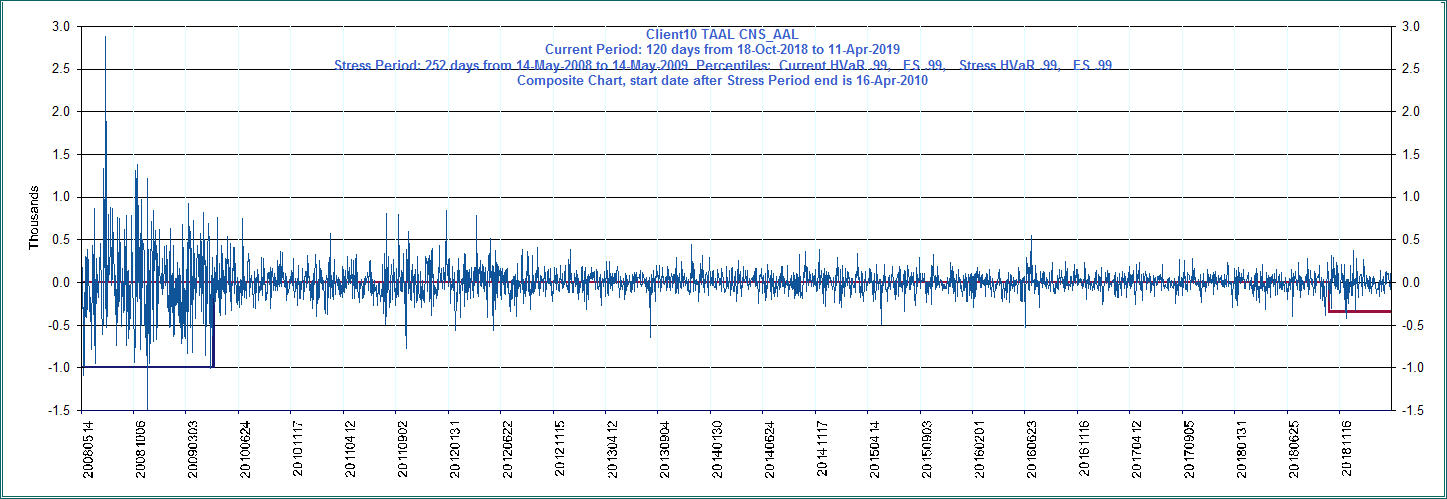 Client10 TAAL CNS_AAL
Current Period: 120 days from 18-Oct-2018 to 11-Apr-2019
Stress Period: 252 days from 14-May-2008 to 14-May-2009 Percentiles: Current HVaR .99, ES .99, Stress HVaR .99, ES .99
Composite Chart, start date after Stress Period end is 16-Apr-2010
3.0 3.0
2.5 2.5
2.0 2.0
1.5 1.5
1.0 1.0
0.5 0.5
0.0 0.0
-0.5 -0.5
-1.0 -1.0
-1.5 -1.5
Thousands
20080514 20081006 20090303 20100624 20101117 20110412 20110902 20120131 20120622 20121115 20130412 20130904 20140130 20140624 20141117 20150414 20150903 20160201 20160623 20161116 20170412 20170905 20180131 20180625 20181116